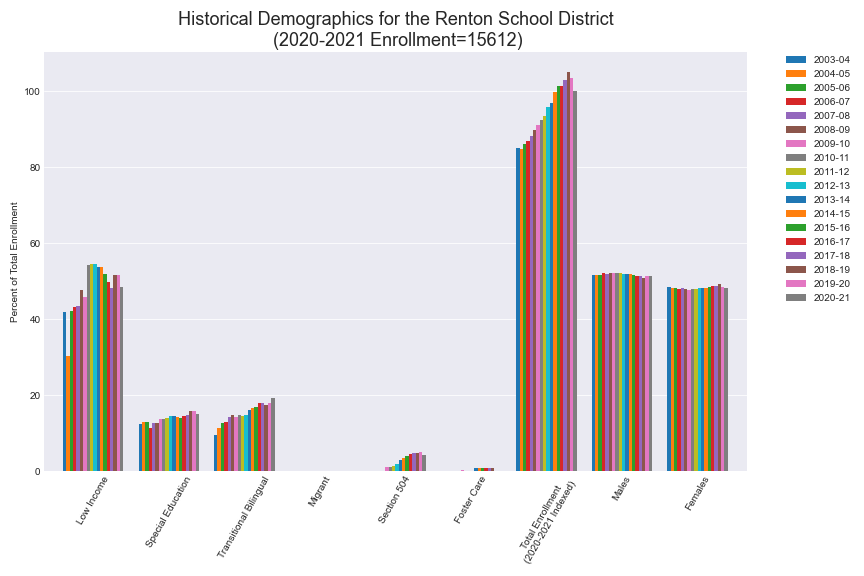 Historical Demographics for the Renton School District
(2020-2021 Enrollment=15612)
Percent of Total Enrollment
100
80
60
40
20
0
Low Income
Special Education
Transitional Bilingual
Migrant
Section 504
Foster Care
Total Enrollment
(2020-2021 Indexed)
Males
Females
2003-04
2004-05
2005-06
2006-07
2007-08
2008-09
2009-10
2010-11
2011-12
2012-13
2013-14
2014-15
2015-16
2016-17
2017-18
2018-19
2019-20
2020-21